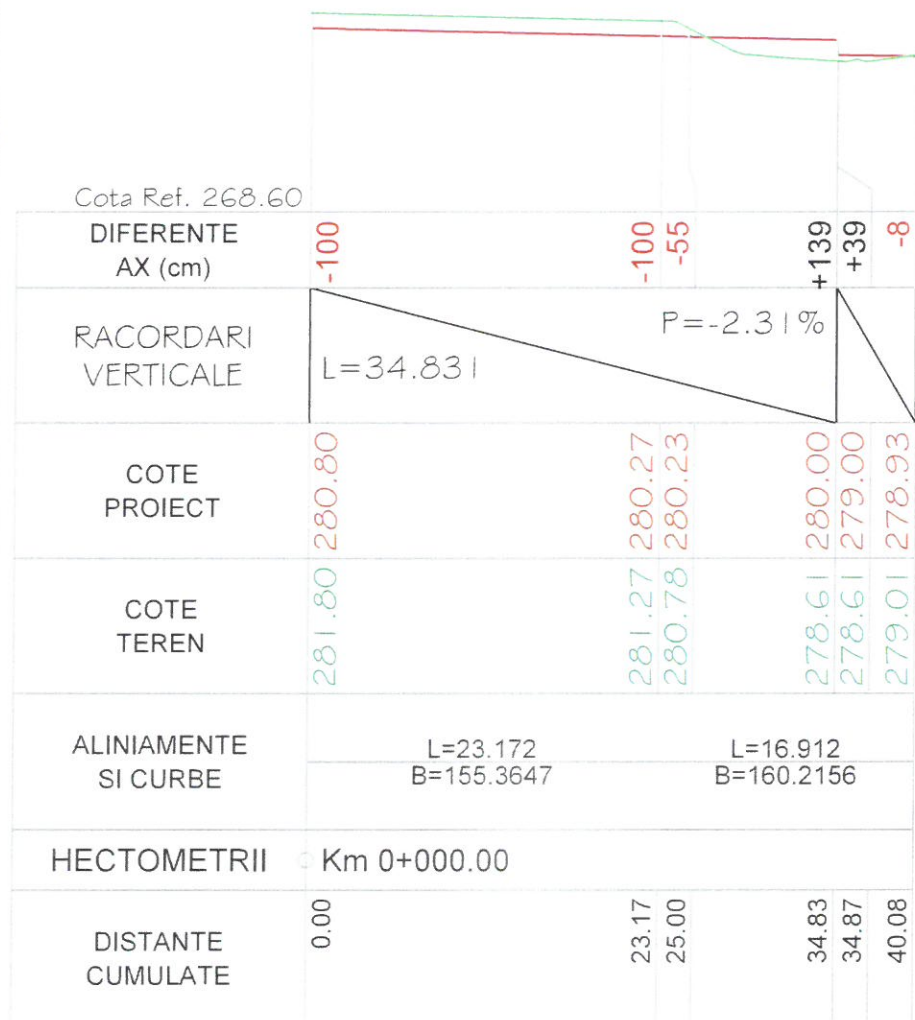 Cota Ref. 268.60
DIFERENTE
AX (cm)
-100
-100
-55
+139
+39
-8
RACORDARI
VERTICALE
L=34.831
P=-2.31%
COTE
PROIECT
280.80
280.27
280.23
280.00
279.00
278.93
COTE
TEREN
281.80
281.27
280.78
278.61
278.61
279.01
ALINIAMENTE
SI CURBE
L=23.172
B=155.3647
L=16.912
B=160.2156
HECTOMETRII
Km 0+000.00
DISTANTE
CUMULATE
0.00
23.17
25.00
34.83
34.87
40.08